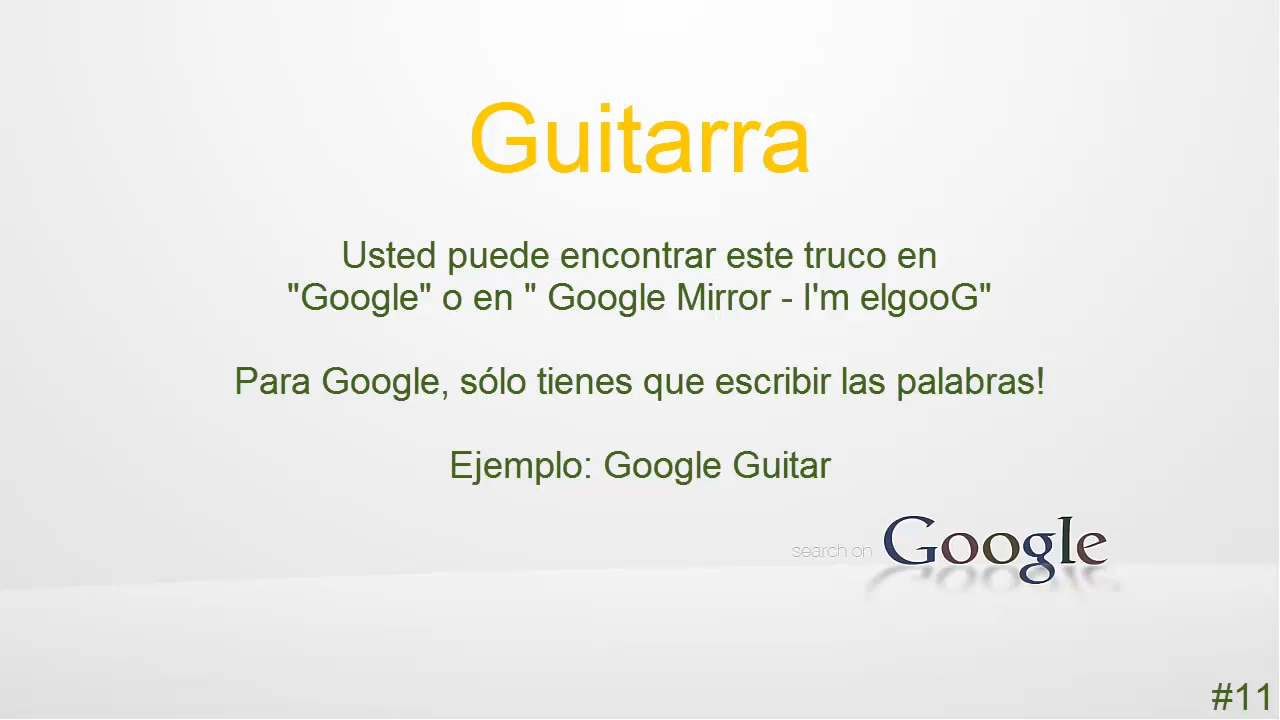 Guitarra
Usted puede encontrar este truco en
"Google" o en " Google Mirror - I'm elgooG"
Para Google, sólo tienes que escribir las palabras!
Ejemplo: Google Guitar
search on Google
#11